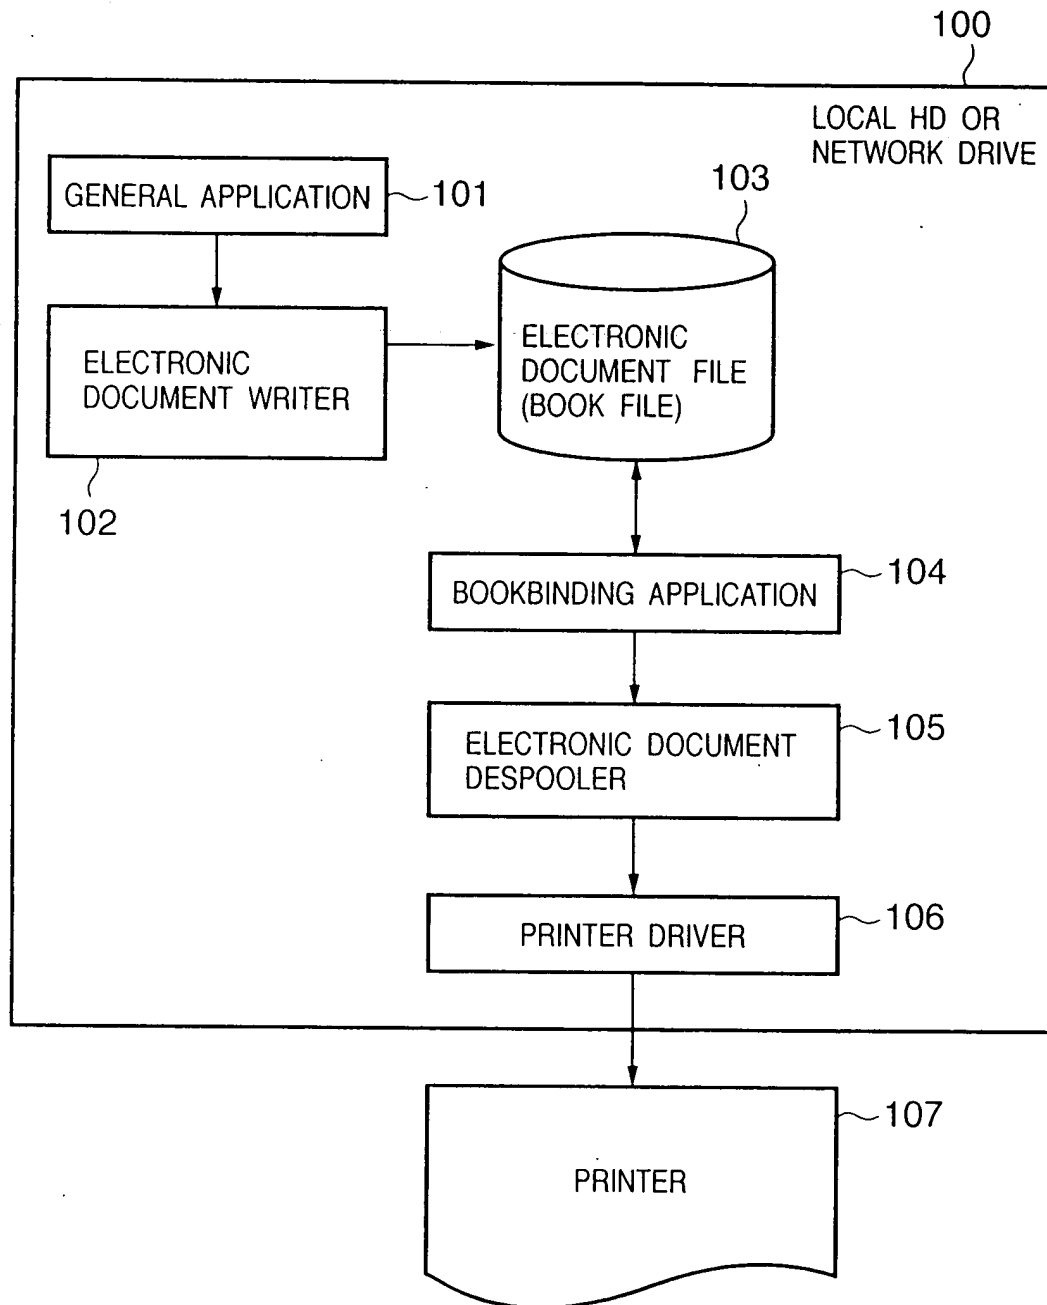 100
LOCAL HD OR
NETWORK DRIVE
GENERAL APPLICATION
101
103
ELECTRONIC
DOCUMENT WRITER
102
ELECTRONIC
DOCUMENT FILE
(BOOK FILE)
BOOKBINDING APPLICATION
104
ELECTRONIC DOCUMENT
DESPOOLER
105
PRINTER DRIVER
106
PRINTER
107